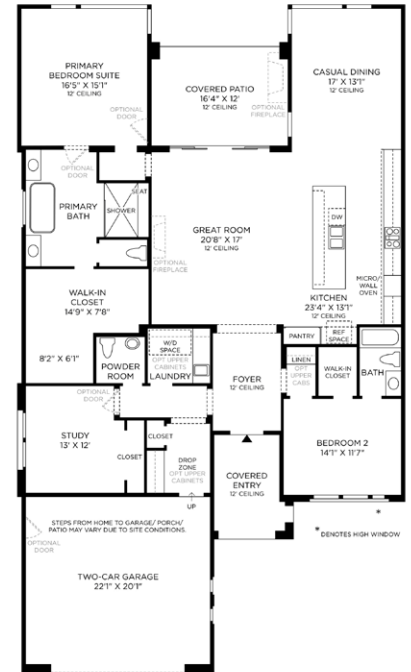 PRIMARY
BEDROOM SUITE
16'5" X 15'1"
12' CEILING
OPTIONAL
DOOR
COVERED PATIO
16'4" X 12'
12' CEILING
OPTIONAL
FIREPLACE
CASUAL DINING
17' X 13'1"
12' CEILING
OPTIONAL
DOOR
PRIMARY
BATH
SEAT
SHOWER
GREAT ROOM
20'8" X 17'
12' CEILING
OPTIONAL
FIREPLACE
DW
MICRO/
WALL
OVEN
KITCHEN
23'4" X 13'1"
12' CEILING
WALK-IN
CLOSET
14'9" X 7'8"
8'2" X 6'1"
POWDER
ROOM
W/D
SPACE
OPT UPPER
CABINETS
LAUNDRY
PANTRY
REF
SPACE
LINEN
OPT
UPPER
CABS
WALK-IN
CLOSET
BATH
FOYER
12' CEILING
OPTIONAL
DOOR
STUDY
13' X 12'
CLOSET
CLOSET
DROP
ZONE
OPT UPPER
CABINETS
UP
COVERED
ENTRY
12' CEILING
BEDROOM 2
14'1" X 11'7"
* *
* DENOTES HIGH WINDOW
STEPS FROM HOME TO GARAGE/ PORCH/
PATIO MAY VARY DUE TO SITE CONDITIONS.
OPTIONAL
DOOR
TWO-CAR GARAGE
22'1" X 20'1"